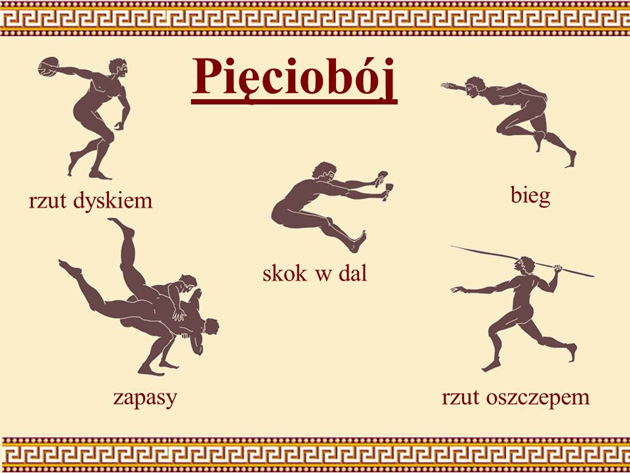 Pięciobój
rzut dyskiem
bieg
skok w dal
zapasy
rzut oszczepem